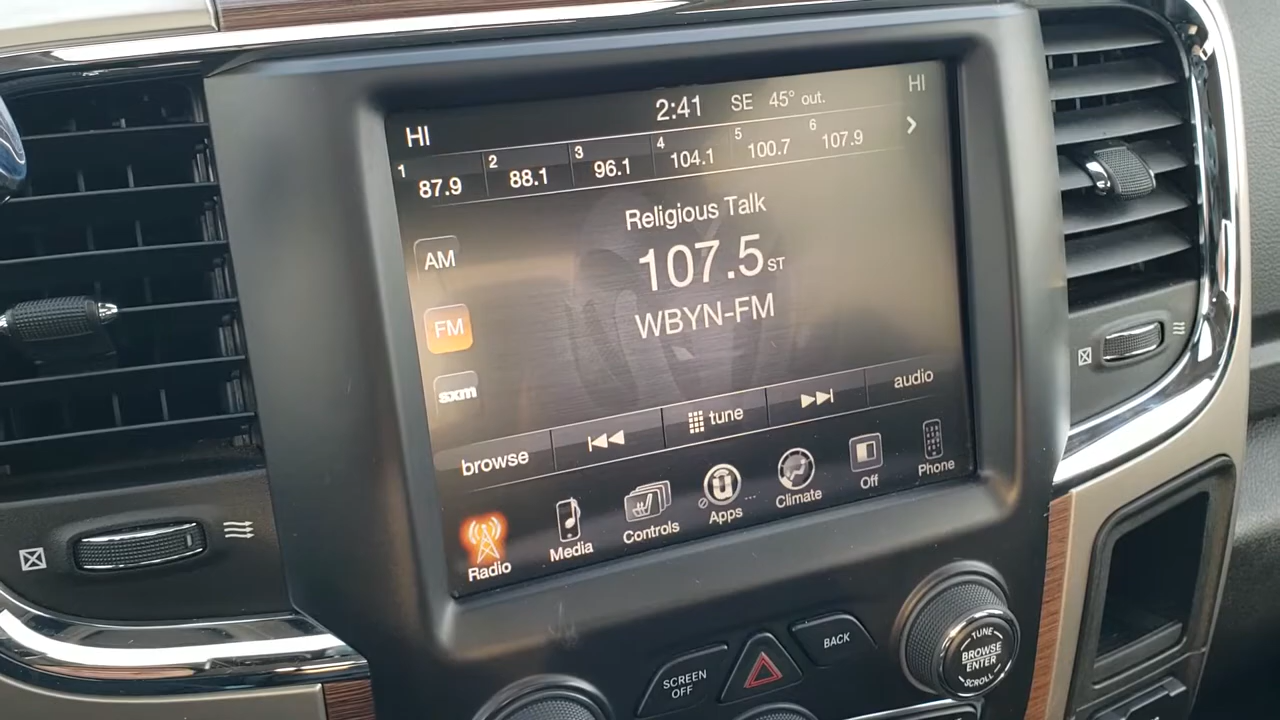 HI 2:41 SE 45° out. HI
1 87.9 2 88.1 3 96.1 4 104.1 5 100.7 6 107.9
Religious Talk
AM
107.5 ST
FM
WBYN-FM
sxm
browse tune audio
Radio Media Controls Apps Climate Off Phone
SCREEN
OFF
BACK
TUNE
BROWSE
ENTER
SCROLL